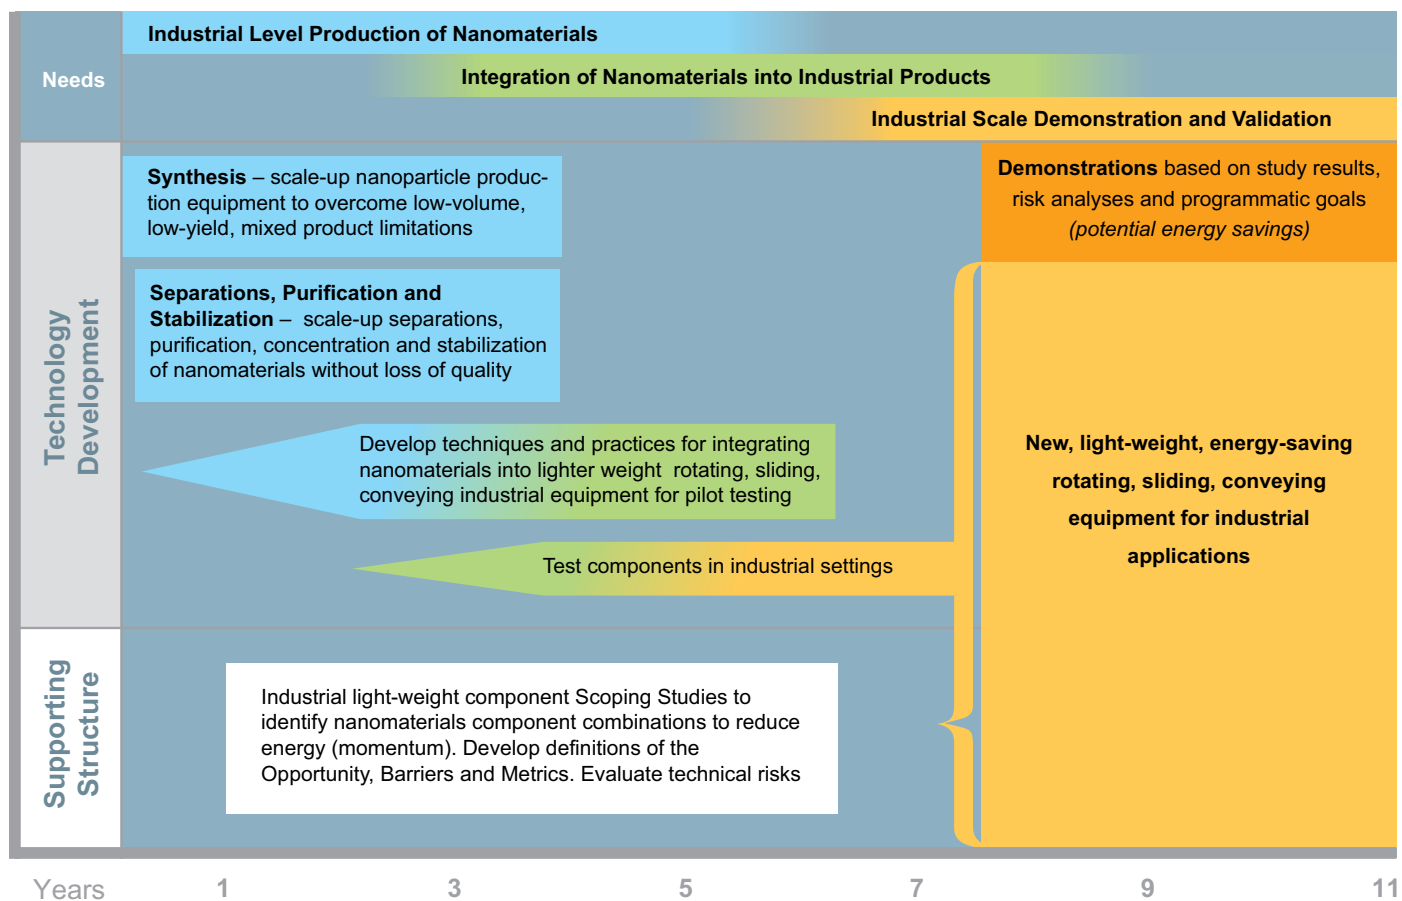 Industrial Level Production of Nanomaterials
Needs
Integration of Nanomaterials into Industrial Products
Industrial Scale Demonstration and Validation
Technology
Development
Synthesis – scale-up nanoparticle produc-
tion equipment to overcome low-volume,
low-yield, mixed product limitations
Demonstrations based on study results,
risk analyses and programmatic goals
(potential energy savings)
Separations, Purification and
Stabilization – scale-up separations,
purification, concentration and stabilization
of nanomaterials without loss of quality
Develop techniques and practices for integrating
nanomaterials into lighter weight rotating, sliding,
conveying industrial equipment for pilot testing
New, light-weight, energy-saving
rotating, sliding, conveying
equipment for industrial
applications
Test components in industrial settings
Supporting
Structure
Industrial light-weight component Scoping Studies to
identify nanomaterials component combinations to reduce
energy (momentum). Develop definitions of the
Opportunity, Barriers and Metrics. Evaluate technical risks
Years 1 3 5 7 9 11